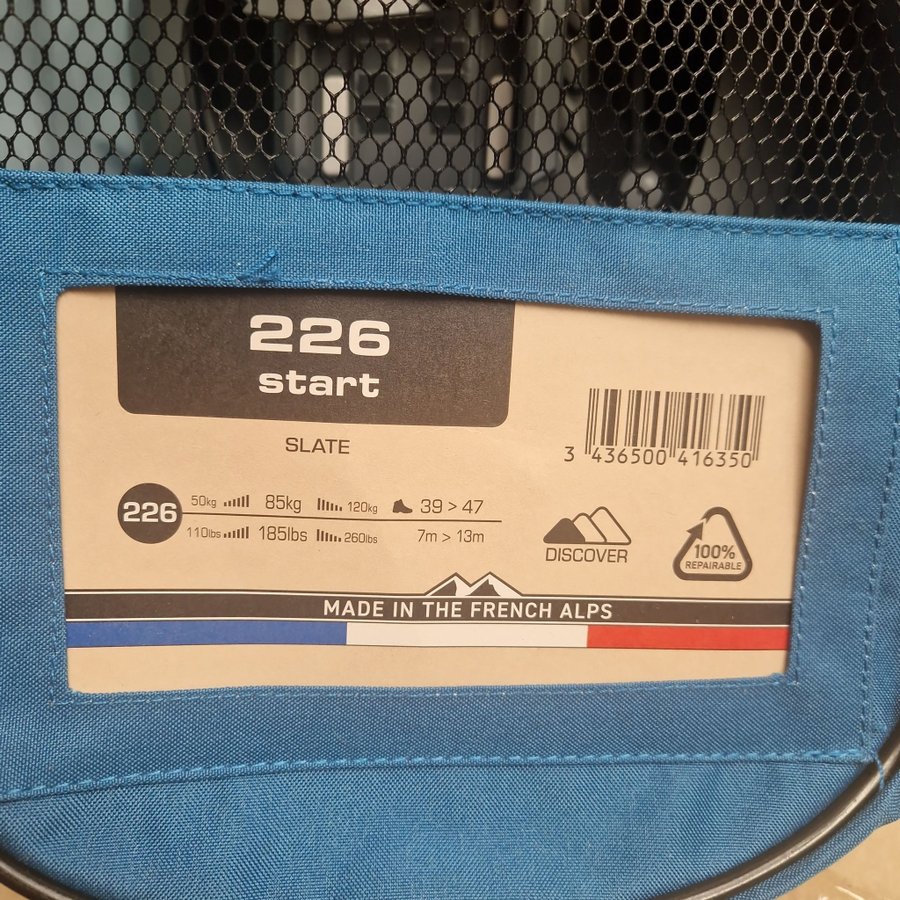 226
start
SLATE
3 436500 416350
226
50kg 85kg 120kg 39 > 47
110lbs 185lbs 260lbs 7m > 13m
DISCOVER
100%
REPAIRABLE
MADE IN THE FRENCH ALPS